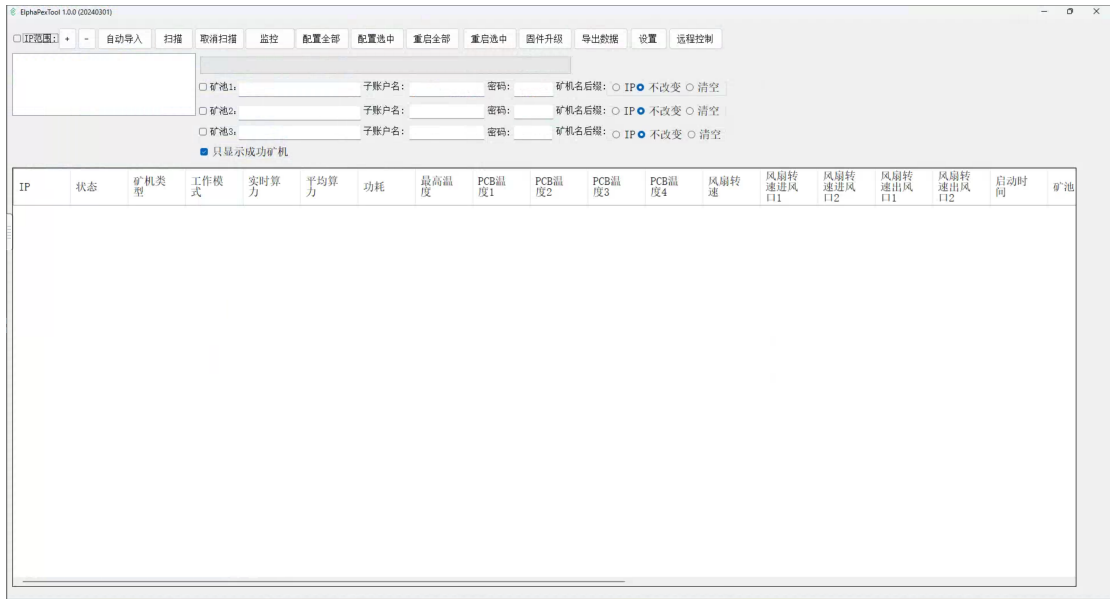 ElphaPexTool 1.0.0 (20240301)
IP范围: + - 自动导入 扫描 取消扫描 监控 配置全部 配置选中 重启全部 重启选中 固件升级 导出数据 设置 远程控制
矿池1: 子账户名: 密码: 矿机名后缀: IP 不改变 清空
矿池2: 子账户名: 密码: 矿机名后缀: IP 不改变 清空
矿池3: 子账户名: 密码: 矿机名后缀: IP 不改变 清空
只显示成功矿机
IP 状态 矿机类型 工作模式 实时算力 平均算力 功耗 最高温度 PCB温度1 PCB温度2 PCB温度3 PCB温度4 风扇转速 风扇转速进风口1 风扇转速进风口2 风扇转速出风口1 风扇转速出风口2 启动时间 矿池